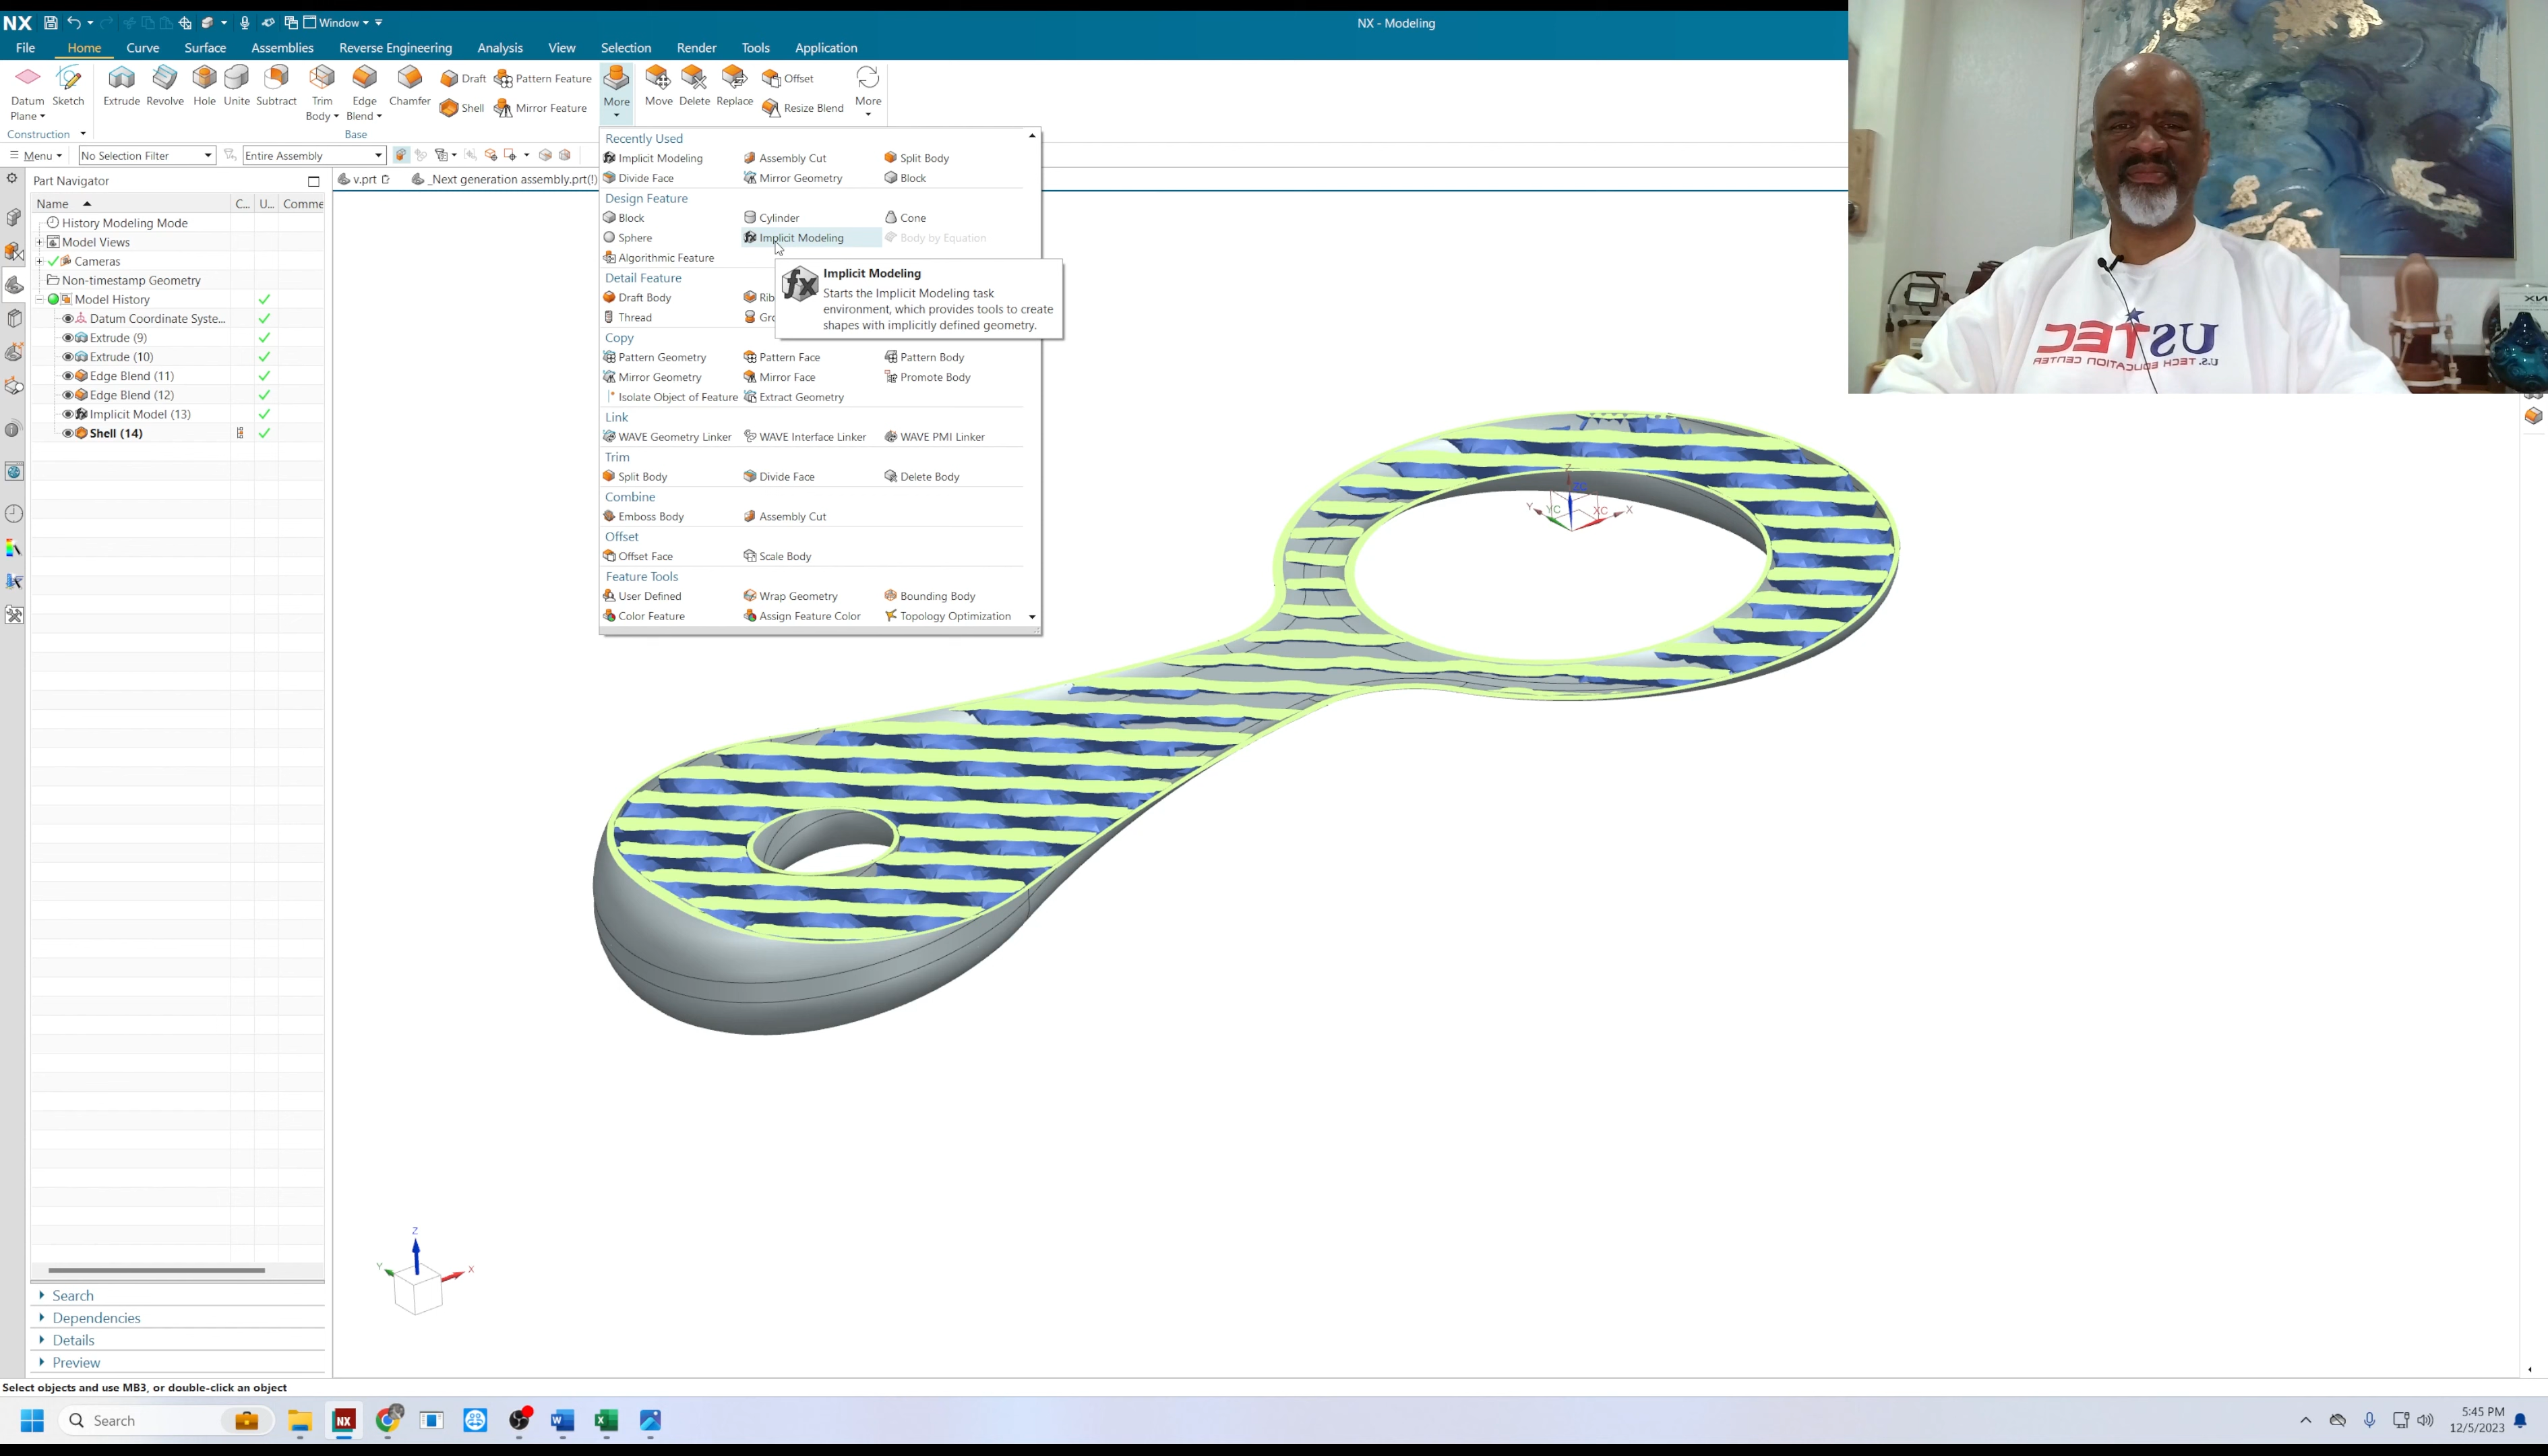 NX Window NX - Modeling
File Home Curve Surface Assemblies Reverse Engineering Analysis View Selection Render Tools Application
Datum Plane Sketch Extrude Revolve Hole Unite Subtract Trim Body Edge Blend Chamfer Draft Pattern Feature Shell Mirror Feature More Move Delete Replace Offset Resize Blend More
Construction Base
Menu No Selection Filter Entire Assembly
Part Navigator v.prt _Next generation assembly.prt(!)
Name C... U... Comme
History Modeling Mode
Model Views
Cameras
Non-timestamp Geometry
Model History
Datum Coordinate Syste...
Extrude (9)
Extrude (10)
Edge Blend (11)
Edge Blend (12)
Implicit Model (13)
Shell (14)
Recently Used
Implicit Modeling Assembly Cut Split Body
Divide Face Mirror Geometry Block
Design Feature
Block Cylinder Cone
Sphere Implicit Modeling Body by Equation
Algorithmic Feature
Detail Feature
Draft Body Rib
Thread Gro
Implicit Modeling
Starts the Implicit Modeling task
environment, which provides tools to create
shapes with implicitly defined geometry.
Copy
Pattern Geometry Pattern Face Pattern Body
Mirror Geometry Mirror Face Promote Body
Isolate Object of Feature Extract Geometry
Link
WAVE Geometry Linker WAVE Interface Linker WAVE PMI Linker
Trim
Split Body Divide Face Delete Body
Combine
Emboss Body Assembly Cut
Offset
Offset Face Scale Body
Feature Tools
User Defined Wrap Geometry Bounding Body
Color Feature Assign Feature Color Topology Optimization
USTEC
U.S. TECH EDUCATION CENTER
NX
Z
Y YC XC X
Z
Y X
Search
Dependencies
Details
Preview
Select objects and use MB3, or double-click an object
Search NX
5:45 PM
12/5/2023